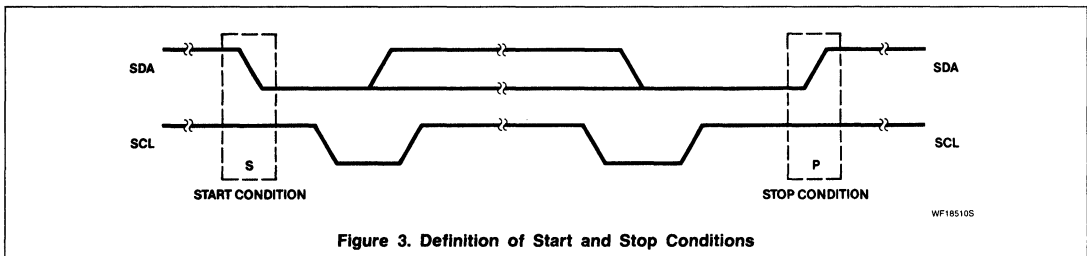 SDA
SDA
SCL
SCL
S
P
START CONDITION
STOP CONDITION
WF18510S
Figure 3. Definition of Start and Stop Conditions